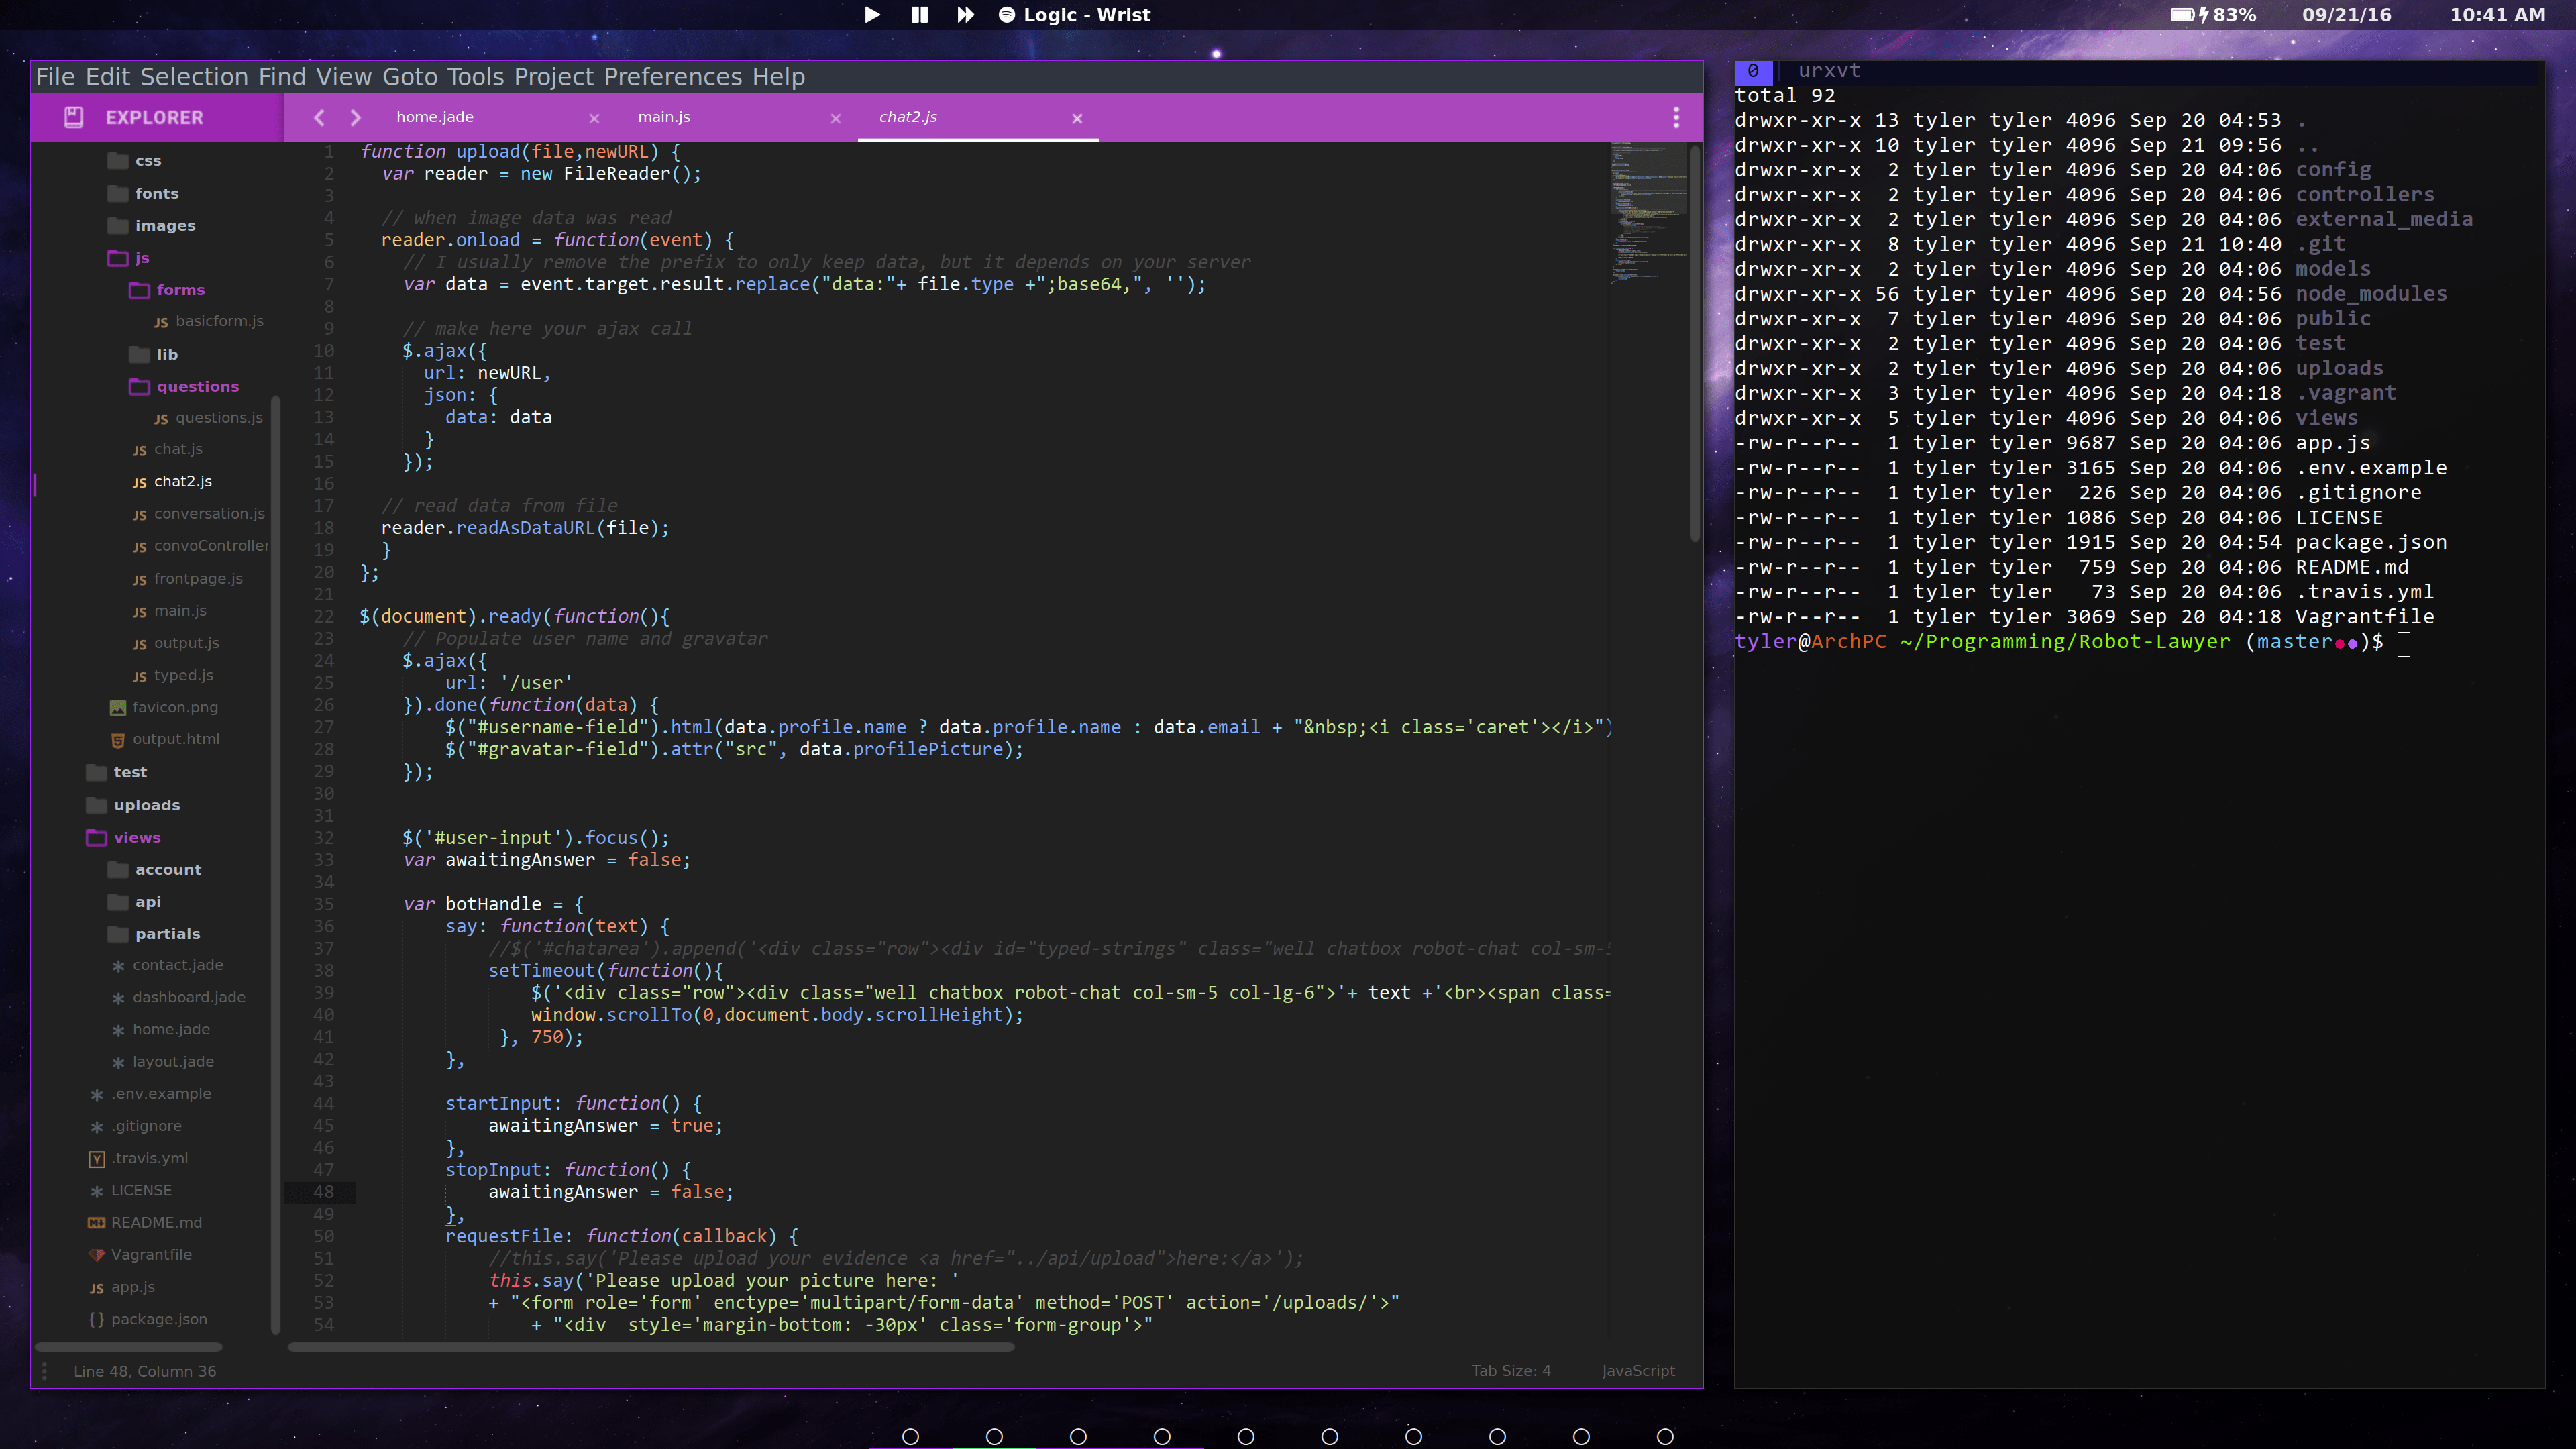 Logic - Wrist
83% 09/21/16 10:41 AM
File Edit Selection Find View Goto Tools Project Preferences Help
EXPLORER
home.jade × main.js × chat2.js ×
css
fonts
images
js
forms
JS basicform.js
lib
questions
JS questions.js
JS chat.js
JS chat2.js
JS conversation.js
JS convoController
JS frontpage.js
JS main.js
JS output.js
JS typed.js
favicon.png
output.html
test
uploads
views
account
api
partials
contact.jade
dashboard.jade
home.jade
layout.jade
.env.example
.gitignore
.travis.yml
LICENSE
README.md
Vagrantfile
JS app.js
{} package.json
1 function upload(file,newURL) {
2   var reader = new FileReader();
3
4   // when image data was read
5   reader.onload = function(event) {
6     // I usually remove the prefix to only keep data, but it depends on your server
7     var data = event.target.result.replace("data:"+ file.type +";base64,", '');
8
9     // make here your ajax call
10     $.ajax({
11       url: newURL,
12       json: {
13         data: data
14       }
15     });
16
17   // read data from file
18   reader.readAsDataURL(file);
19   }
20 };
21
22 $(document).ready(function(){
23     // Populate user name and gravatar
24     $.ajax({
25         url: '/user'
26     }).done(function(data) {
27         $("#username-field").html(data.profile.name ? data.profile.name : data.email + "&nbsp;<i class='caret'></i>")
28         $("#gravatar-field").attr("src", data.profilePicture);
29     });
30
31
32     $('#user-input').focus();
33     var awaitingAnswer = false;
34
35     var botHandle = {
36         say: function(text) {
37             //$('#chatarea').append('<div class="row"><div id="typed-strings" class="well chatbox robot-chat col-sm-5
38             setTimeout(function(){
39                 $('<div class="row"><div class="well chatbox robot-chat col-sm-5 col-lg-6">'+ text +'<br><span class=
40                 window.scrollTo(0,document.body.scrollHeight);
41              }, 750);
42         },
43
44         startInput: function() {
45             awaitingAnswer = true;
46         },
47         stopInput: function() {
48             awaitingAnswer = false;
49         },
50         requestFile: function(callback) {
51             //this.say('Please upload your evidence <a href="../api/upload">here:</a>');
52             this.say('Please upload your picture here: '
53             + "<form role='form' enctype='multipart/form-data' method='POST' action='/uploads/'>"
54                 + "<div  style='margin-bottom: -30px' class='form-group'>"
Line 48, Column 36
Tab Size: 4 JavaScript
0 urxvt
total 92
drwxr-xr-x 13 tyler tyler 4096 Sep 20 04:53 .
drwxr-xr-x 10 tyler tyler 4096 Sep 21 09:56 ..
drwxr-xr-x  2 tyler tyler 4096 Sep 20 04:06 config
drwxr-xr-x  2 tyler tyler 4096 Sep 20 04:06 controllers
drwxr-xr-x  2 tyler tyler 4096 Sep 20 04:06 external_media
drwxr-xr-x  8 tyler tyler 4096 Sep 21 10:40 .git
drwxr-xr-x  2 tyler tyler 4096 Sep 20 04:06 models
drwxr-xr-x 56 tyler tyler 4096 Sep 20 04:56 node_modules
drwxr-xr-x  7 tyler tyler 4096 Sep 20 04:06 public
drwxr-xr-x  2 tyler tyler 4096 Sep 20 04:06 test
drwxr-xr-x  2 tyler tyler 4096 Sep 20 04:06 uploads
drwxr-xr-x  3 tyler tyler 4096 Sep 20 04:18 .vagrant
drwxr-xr-x  5 tyler tyler 4096 Sep 20 04:06 views
-rw-r--r--  1 tyler tyler 9687 Sep 20 04:06 app.js
-rw-r--r--  1 tyler tyler 3165 Sep 20 04:06 .env.example
-rw-r--r--  1 tyler tyler  226 Sep 20 04:06 .gitignore
-rw-r--r--  1 tyler tyler 1086 Sep 20 04:06 LICENSE
-rw-r--r--  1 tyler tyler 1915 Sep 20 04:54 package.json
-rw-r--r--  1 tyler tyler  759 Sep 20 04:06 README.md
-rw-r--r--  1 tyler tyler   73 Sep 20 04:06 .travis.yml
-rw-r--r--  1 tyler tyler 3069 Sep 20 04:18 Vagrantfile
tyler@ArchPC ~/Programming/Robot-Lawyer (master●●)$